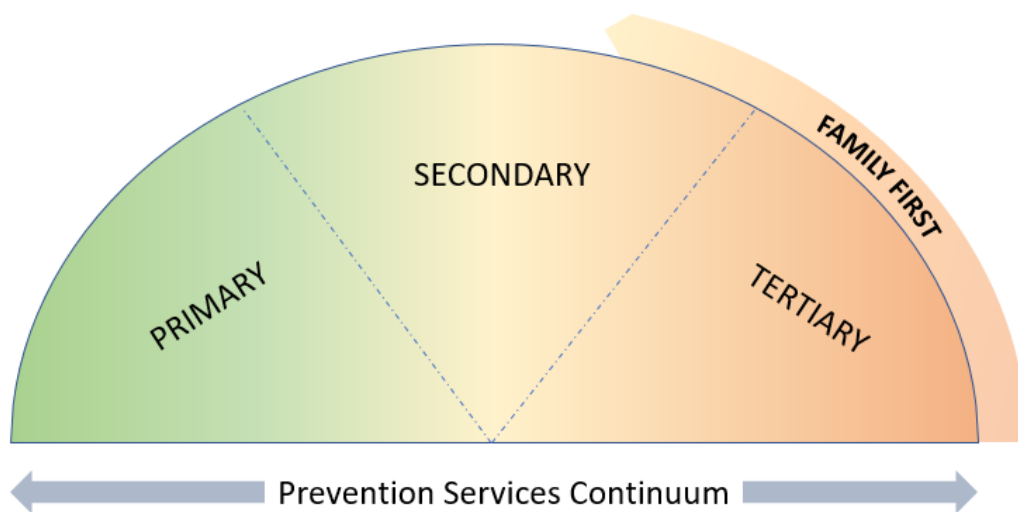 FAMILY FIRST
SECONDARY
PRIMARY
TERTIARY
Prevention Services Continuum